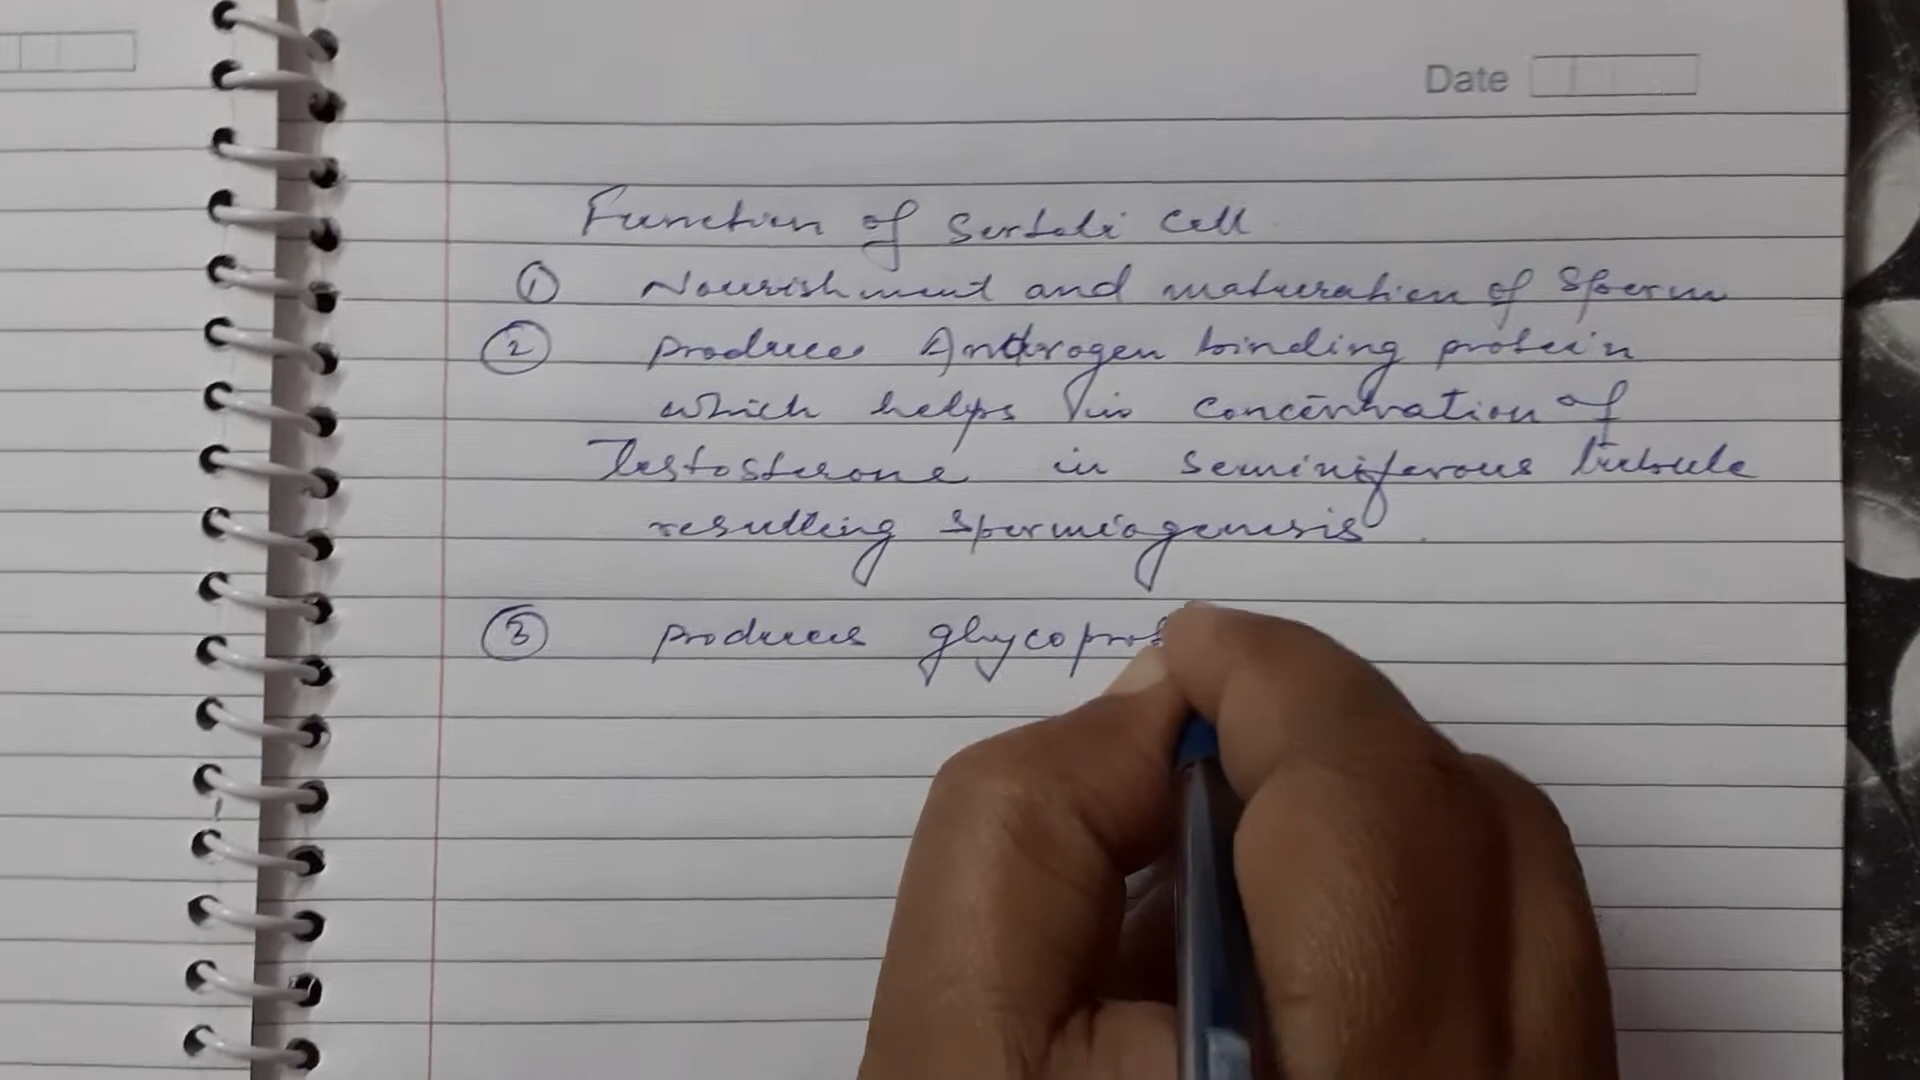 Date
Function of Sertoli Cell
① Nourishment and maturation of Sperm
② produces Androgen binding protein
which helps in concentration of
Testosterone in seminiferous tubule
resulting spermiogenesis.
③ produces glycoprot